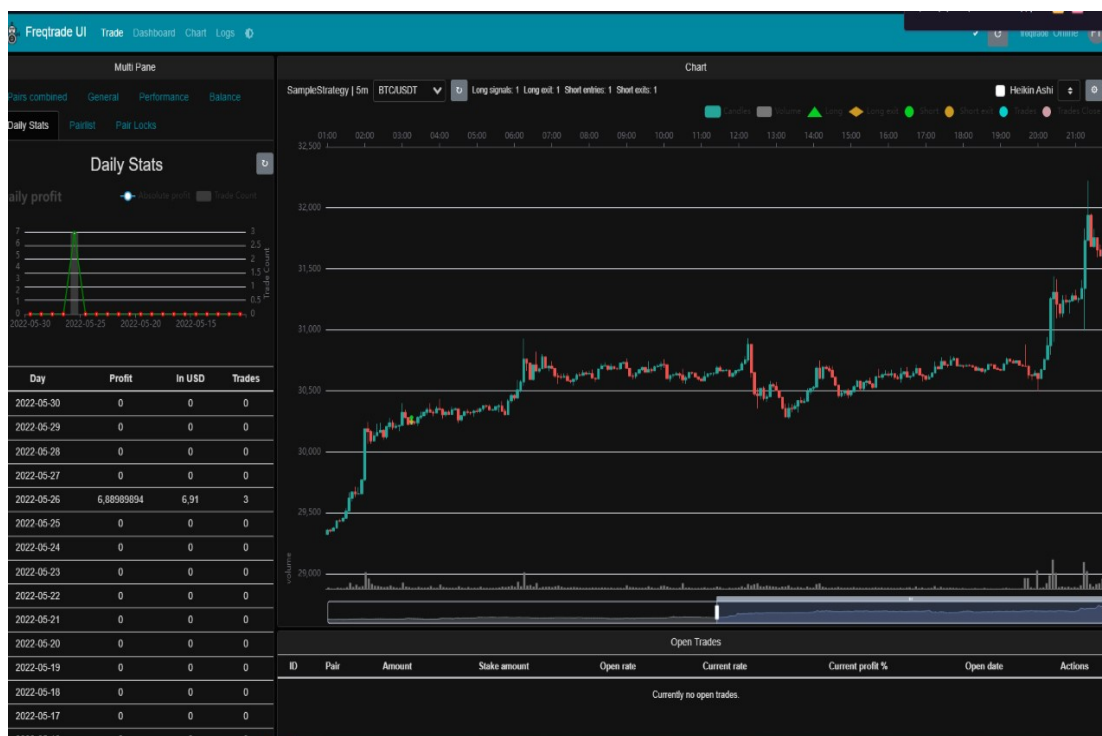 Freqtrade UI Trade Dashboard Chart Logs
freqtrade Online FT
Multi Pane
Pairs combined General Performance Balance
Daily Stats Pairlist Pair Locks
Daily Stats
aily profit Absolute profit Trade Count
7
6
5
4
3
2
1
0
3
2.5
2
1.5
1
0.5
0
Trade Count
2022-05-30 2022-05-25 2022-05-20 2022-05-15
Day Profit In USD Trades
2022-05-30 0 0 0
2022-05-29 0 0 0
2022-05-28 0 0 0
2022-05-27 0 0 0
2022-05-26 6,88989894 6,91 3
2022-05-25 0 0 0
2022-05-24 0 0 0
2022-05-23 0 0 0
2022-05-22 0 0 0
2022-05-21 0 0 0
2022-05-20 0 0 0
2022-05-19 0 0 0
2022-05-18 0 0 0
2022-05-17 0 0 0
Chart
SampleStrategy | 5m BTC/USDT Long signals: 1 Long exit: 1 Short entries: 1 Short exits: 1 Heikin Ashi
Candles Volume Long Long exit Short Short exit Trades Trades Close
01:00 02:00 03:00 04:00 05:00 06:00 07:00 08:00 09:00 10:00 11:00 12:00 13:00 14:00 15:00 16:00 17:00 18:00 19:00 20:00 21:00
32,500
32,000
31,500
31,000
30,500
30,000
29,500
29,000
volume
Open Trades
ID Pair Amount Stake amount Open rate Current rate Current profit % Open date Actions
Currently no open trades.